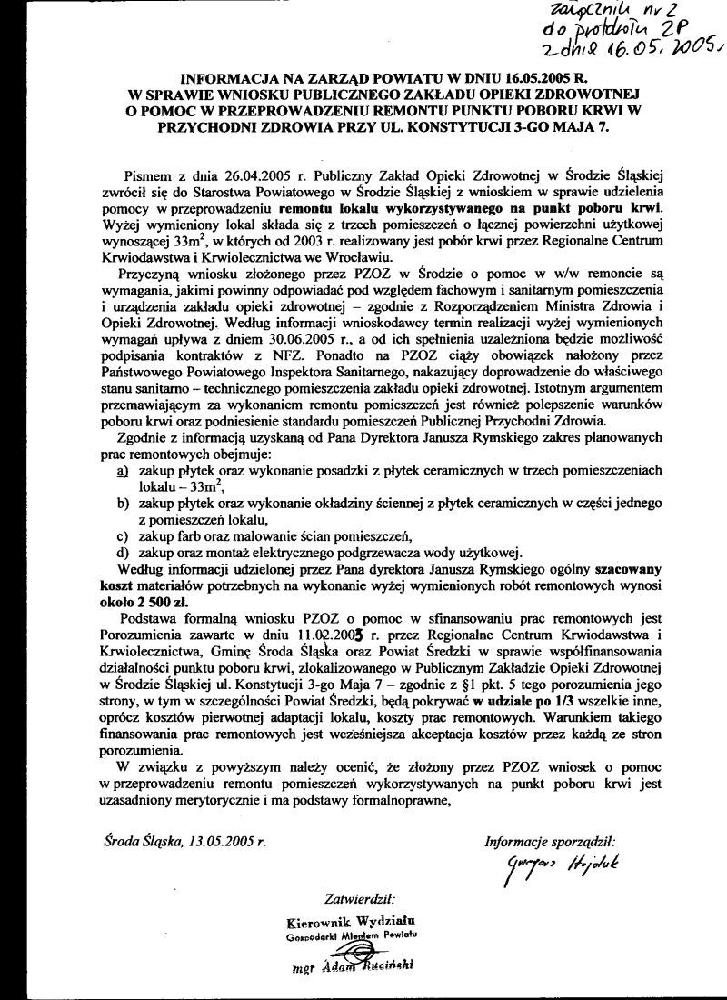 załącznik nr 2
do protokołu ZP
z dnia 16.05.2005r
INFORMACJA NA ZARZĄD POWIATU W DNIU 16.05.2005 R.
W SPRAWIE WNIOSKU PUBLICZNEGO ZAKŁADU OPIEKI ZDROWOTNEJ
O POMOC W PRZEPROWADZENIU REMONTU PUNKTU POBORU KRWI W
PRZYCHODNI ZDROWIA PRZY UL. KONSTYTUCJI 3-GO MAJA 7.
Pismem z dnia 26.04.2005 r. Publiczny Zakład Opieki Zdrowotnej w Środzie Śląskiej
zwrócił się do Starostwa Powiatowego w Środzie Śląskiej z wnioskiem w sprawie udzielenia
pomocy w przeprowadzeniu remontu lokalu wykorzystywanego na punkt poboru krwi.
Wyżej wymieniony lokal składa się z trzech pomieszczeń o łącznej powierzchni użytkowej
wynoszącej 33m², w których od 2003 r. realizowany jest pobór krwi przez Regionalne Centrum
Krwiodawstwa i Krwiolecznictwa we Wrocławiu.
Przyczyną wniosku złożonego przez PZOZ w Środzie o pomoc w w/w remoncie są
wymagania, jakimi powinny odpowiadać pod względem fachowym i sanitarnym pomieszczenia
i urządzenia zakładu opieki zdrowotnej – zgodnie z Rozporządzeniem Ministra Zdrowia i
Opieki Zdrowotnej. Według informacji wnioskodawcy termin realizacji wyżej wymienionych
wymagań upływa z dniem 30.06.2005 r., a od ich spełnienia uzależniona będzie możliwość
podpisania kontraktów z NFZ. Ponadto na PZOZ ciąży obowiązek nałożony przez
Państwowego Powiatowego Inspektora Sanitarnego, nakazujący doprowadzenie do właściwego
stanu sanitarno – technicznego pomieszczenia zakładu opieki zdrowotnej. Istotnym argumentem
przemawiającym za wykonaniem remontu pomieszczeń jest również polepszenie warunków
poboru krwi oraz podniesienie standardu pomieszczeń Publicznej Przychodni Zdrowia.
Zgodnie z informacją uzyskaną od Pana Dyrektora Janusza Rymskiego zakres planowanych
prac remontowych obejmuje:
a) zakup płytek oraz wykonanie posadzki z płytek ceramicznych w trzech pomieszczeniach
lokalu – 33m²,
b) zakup płytek oraz wykonanie okładziny ściennej z płytek ceramicznych w części jednego
z pomieszczeń lokalu,
c) zakup farb oraz malowanie ścian pomieszczeń,
d) zakup oraz montaż elektrycznego podgrzewacza wody użytkowej.
Według informacji udzielonej przez Pana dyrektora Janusza Rymskiego ogólny szacowany
koszt materiałów potrzebnych na wykonanie wyżej wymienionych robót remontowych wynosi
około 2 500 zł.
Podstawa formalną wniosku PZOZ o pomoc w sfinansowaniu prac remontowych jest
Porozumienia zawarte w dniu 11.02.2003 r. przez Regionalne Centrum Krwiodawstwa i
Krwiolecznictwa, Gminę Środa Śląska oraz Powiat Średzki w sprawie współfinansowania
działalności punktu poboru krwi, zlokalizowanego w Publicznym Zakładzie Opieki Zdrowotnej
w Środzie Śląskiej ul. Konstytucji 3-go Maja 7 – zgodnie z §1 pkt. 5 tego porozumienia jego
strony, w tym w szczególności Powiat Średzki, będą pokrywać w udziale po 1/3 wszelkie inne,
oprócz kosztów pierwotnej adaptacji lokalu, koszty prac remontowych. Warunkiem takiego
finansowania prac remontowych jest wcześniejsza akceptacja kosztów przez każdą ze stron
porozumienia.
W związku z powyższym należy ocenić, że złożony przez PZOZ wniosek o pomoc
w przeprowadzeniu remontu pomieszczeń wykorzystywanych na punkt poboru krwi jest
uzasadniony merytorycznie i ma podstawy formalnoprawne,
Środa Śląska, 13.05.2005 r.
Informacje sporządził:
Grzegorz Hojduk
Zatwierdził:
Kierownik Wydziału
Gospodarki Mieniem Powiatu
mgr Adam Ruciński